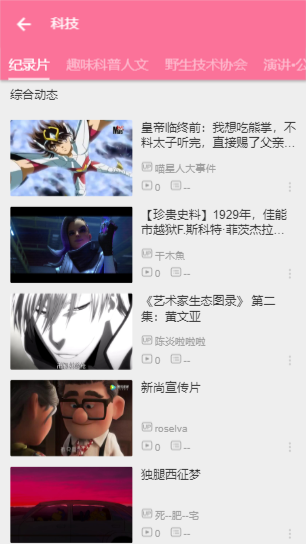 科技
纪录片 趣味科普人文 野生技术协会 演讲•公
综合动态
皇帝临终前：我想吃熊掌，不
料太子听完，直接赐了父亲...
UP 喵星人大事件
0 --
【珍贵史料】1929年，佳能
市越狱F.斯科特·菲茨杰拉...
UP 干木魚
0 --
《艺术家生态图录》 第二
集：黄文亚
UP 陈炎啦啦啦
0 --
新尚宣传片
UP roselva
0 --
独腿西征梦
UP 死--肥--宅
0 --